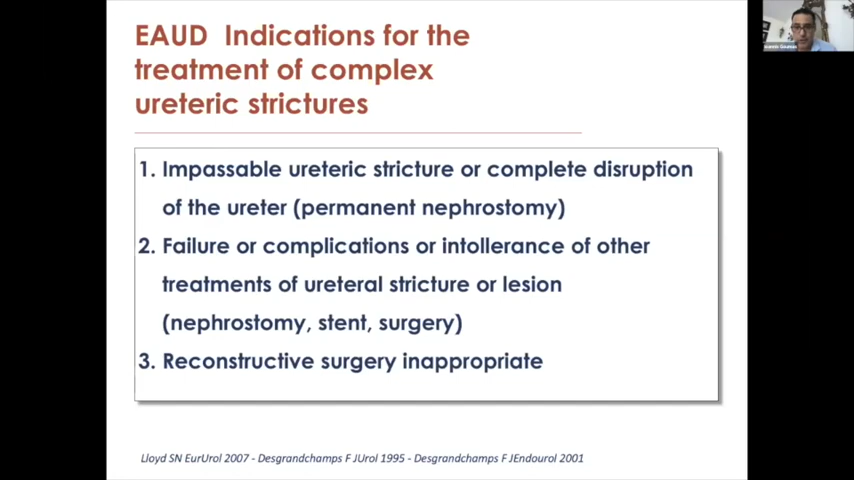 EAUD Indications for the
treatment of complex
ureteric strictures
1. Impassable ureteric stricture or complete disruption
of the ureter (permanent nephrostomy)
2. Failure or complications or intollerance of other
treatments of ureteral stricture or lesion
(nephrostomy, stent, surgery)
3. Reconstructive surgery inappropriate
Lloyd SN EurUrol 2007 - Desgrandchamps F JUrol 1995 - Desgrandchamps F JEndourol 2001